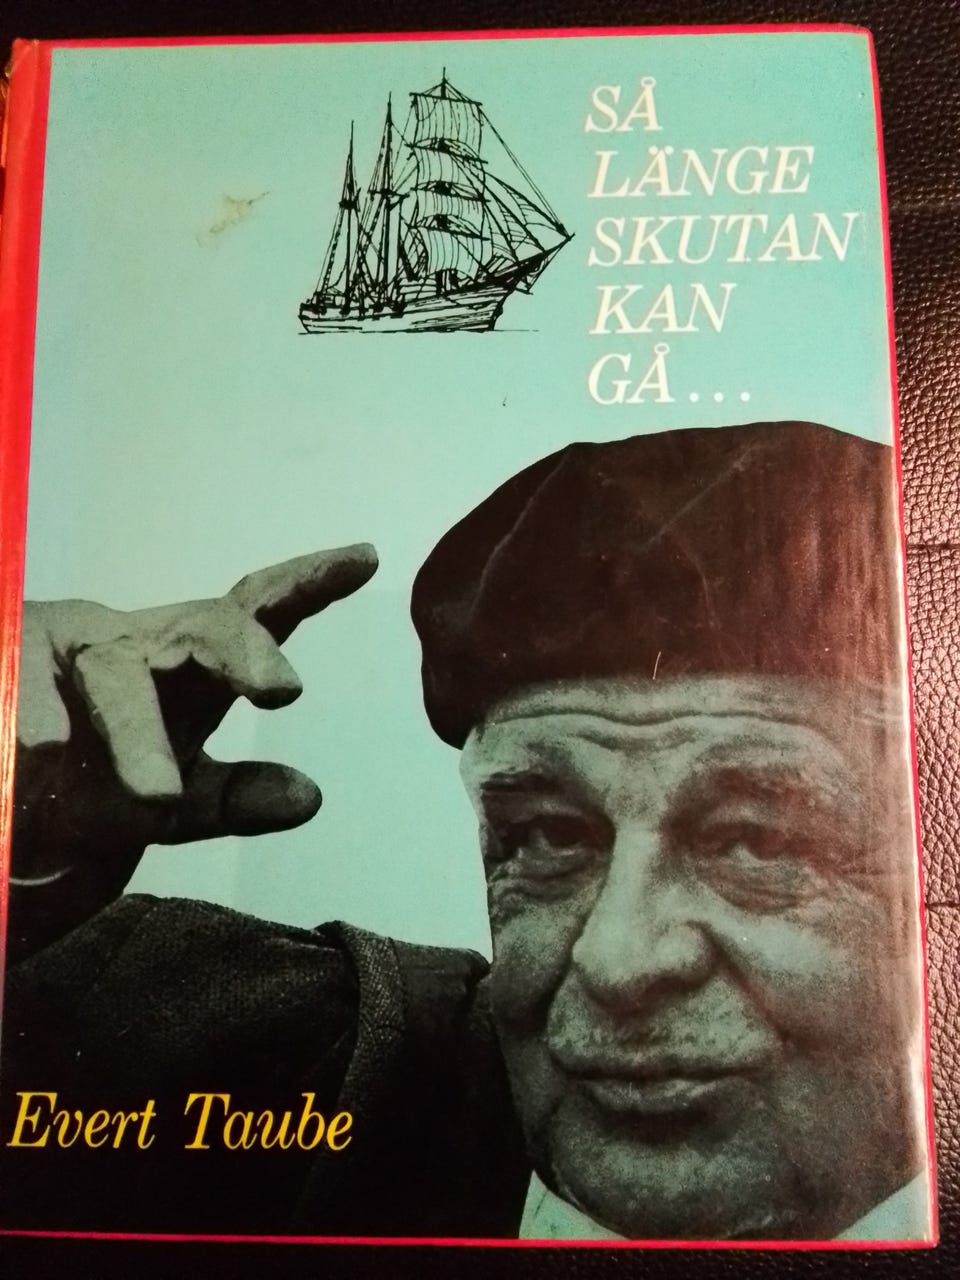 SÅ
LÄNGE
SKUTAN
KAN
GÅ...
Evert Taube